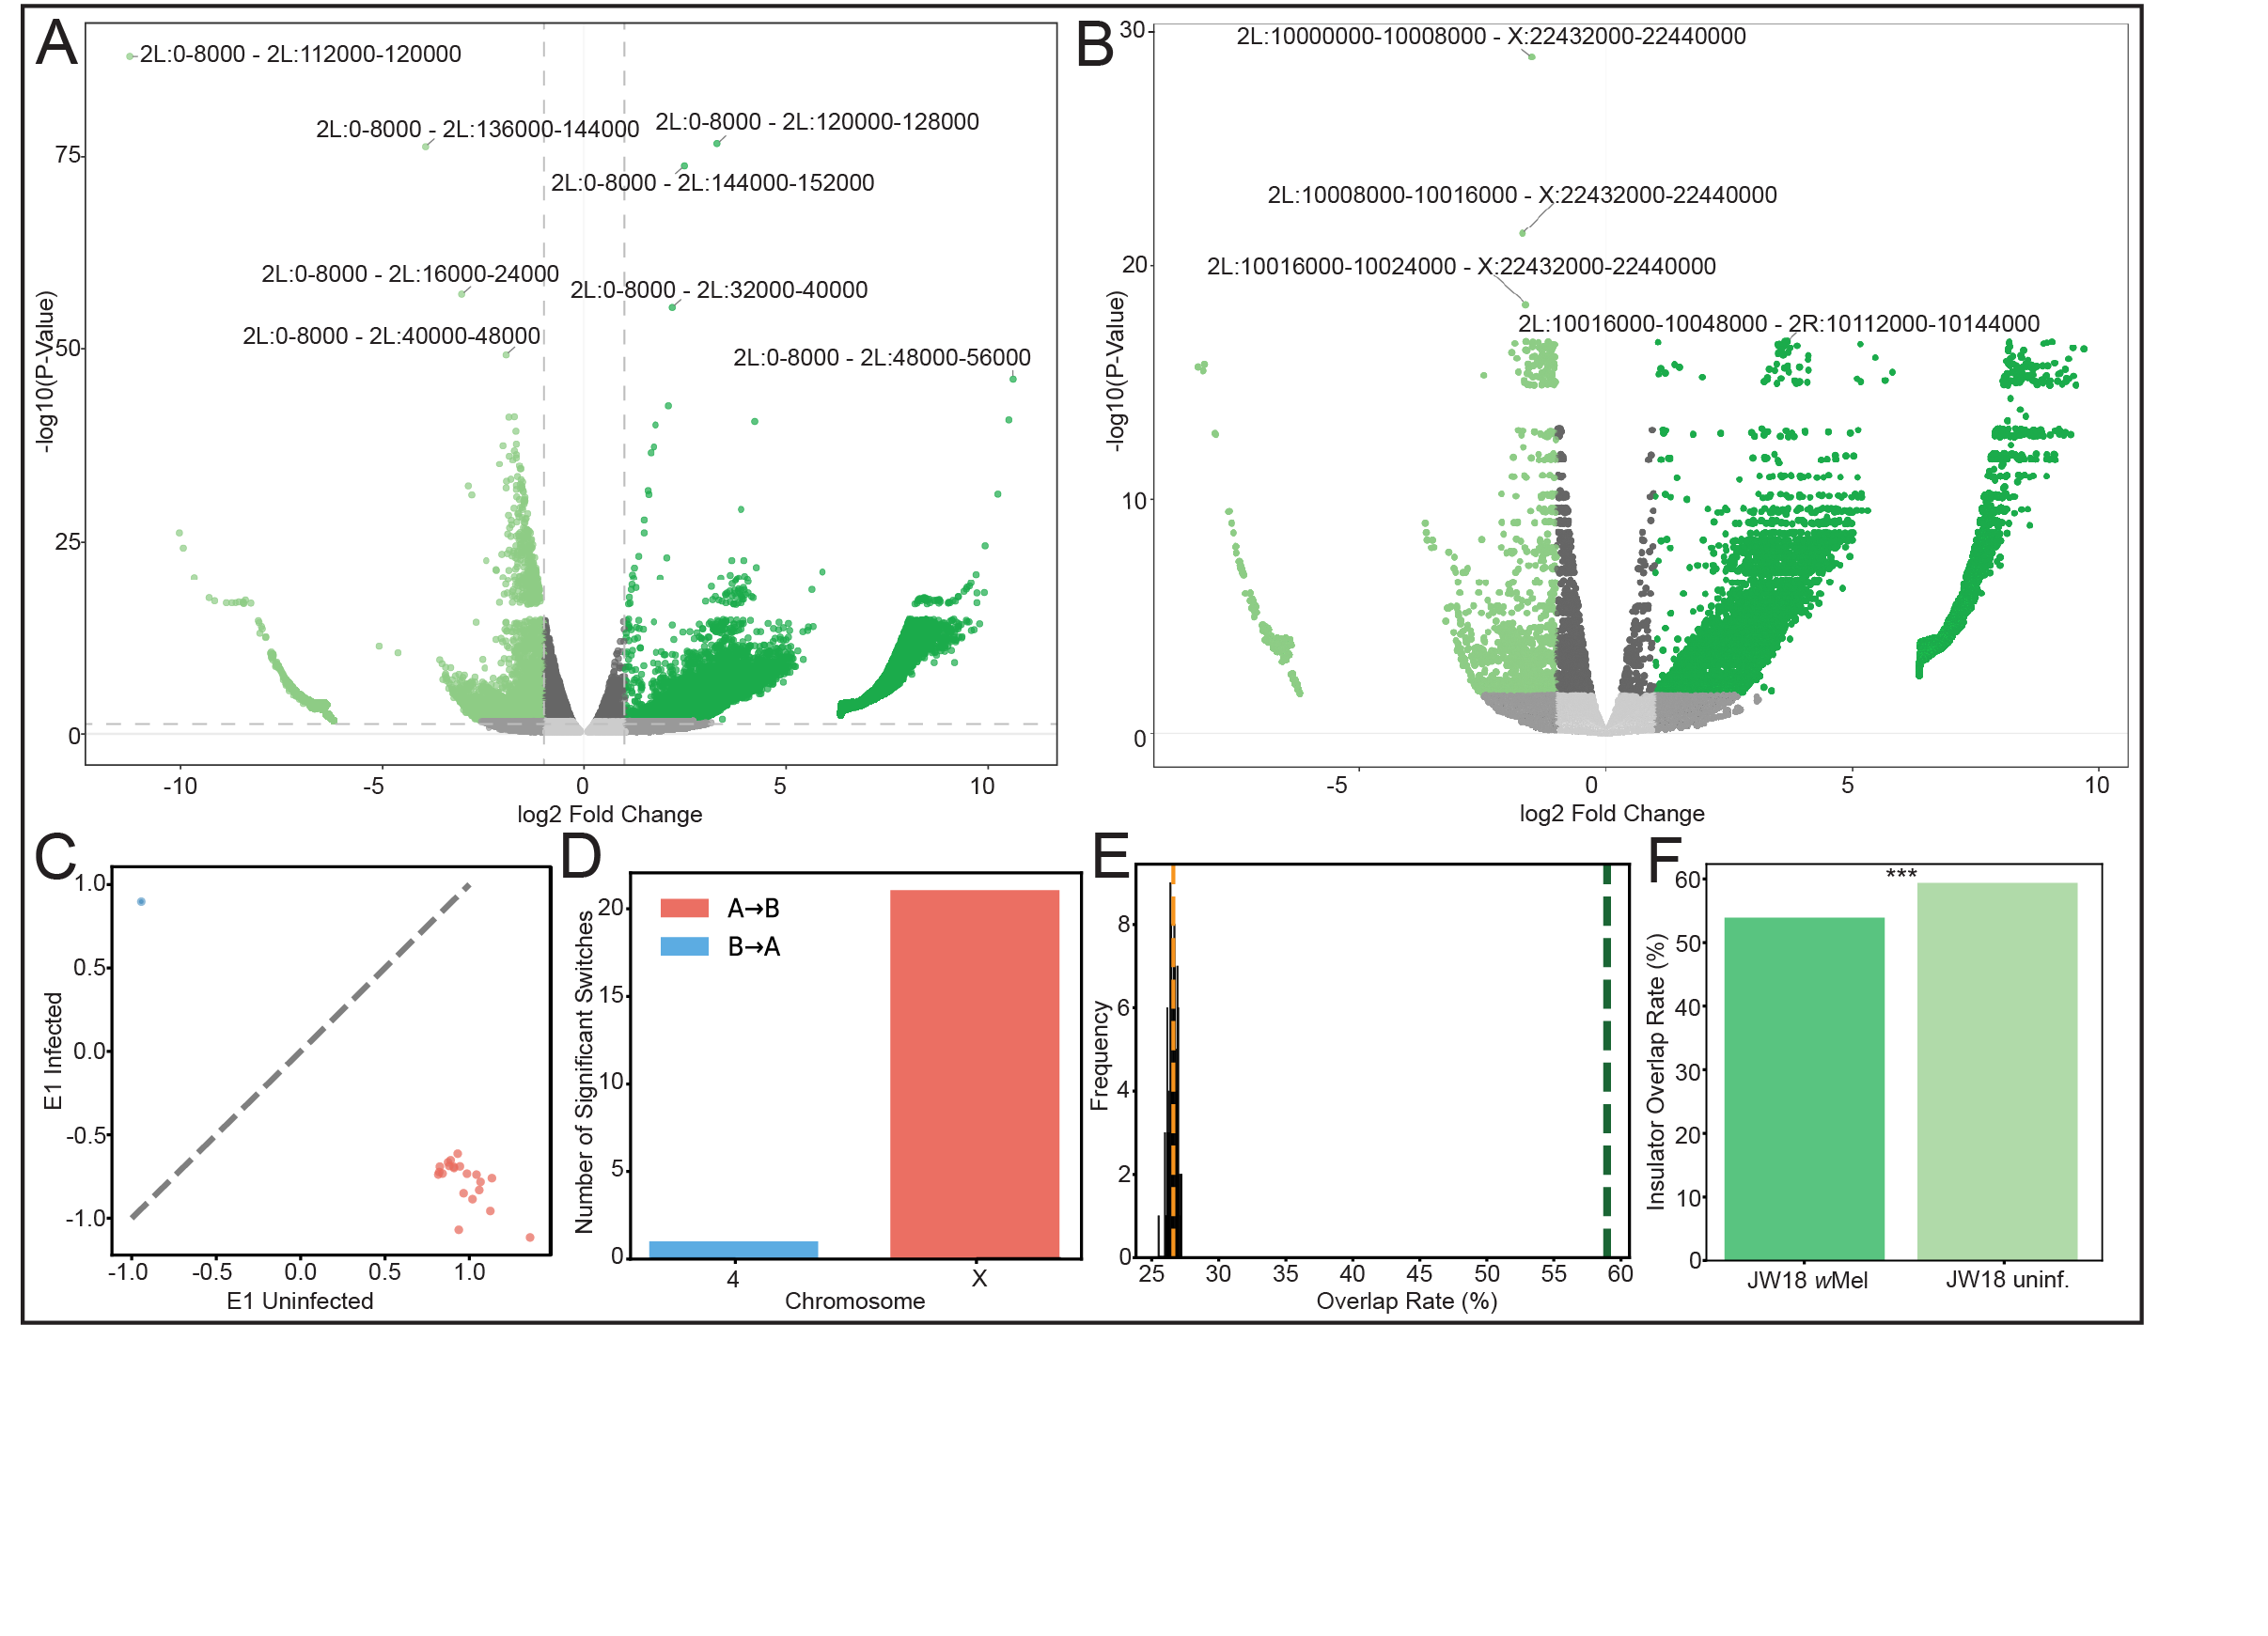 A
2L:0-8000 - 2L:112000-120000
2L:0-8000 - 2L:136000-144000
2L:0-8000 - 2L:120000-128000
2L:0-8000 - 2L:144000-152000
2L:0-8000 - 2L:16000-24000
2L:0-8000 - 2L:32000-40000
2L:0-8000 - 2L:40000-48000
2L:0-8000 - 2L:48000-56000
75
50
25
0
-log10(P-Value)
-10
-5
0
5
10
log2 Fold Change
B
2L:10000000-10008000 - X:22432000-22440000
2L:10008000-10016000 - X:22432000-22440000
2L:10016000-10024000 - X:22432000-22440000
2L:10016000-10048000 - 2R:10112000-10144000
30
20
10
0
-log10(P-Value)
-5
0
5
10
log2 Fold Change
C
1.0
0.5
0.0
-0.5
-1.0
E1 Infected
-1.0
-0.5
0.0
0.5
1.0
E1 Uninfected
D
A→B
B→A
20
15
10
5
0
Number of Significant Switches
4
X
Chromosome
E
8
6
4
2
0
Frequency
25
30
35
40
45
50
55
60
Overlap Rate (%)
F
***
60
50
40
30
20
10
0
Insulator Overlap Rate (%)
JW18 wMel
JW18 uninf.